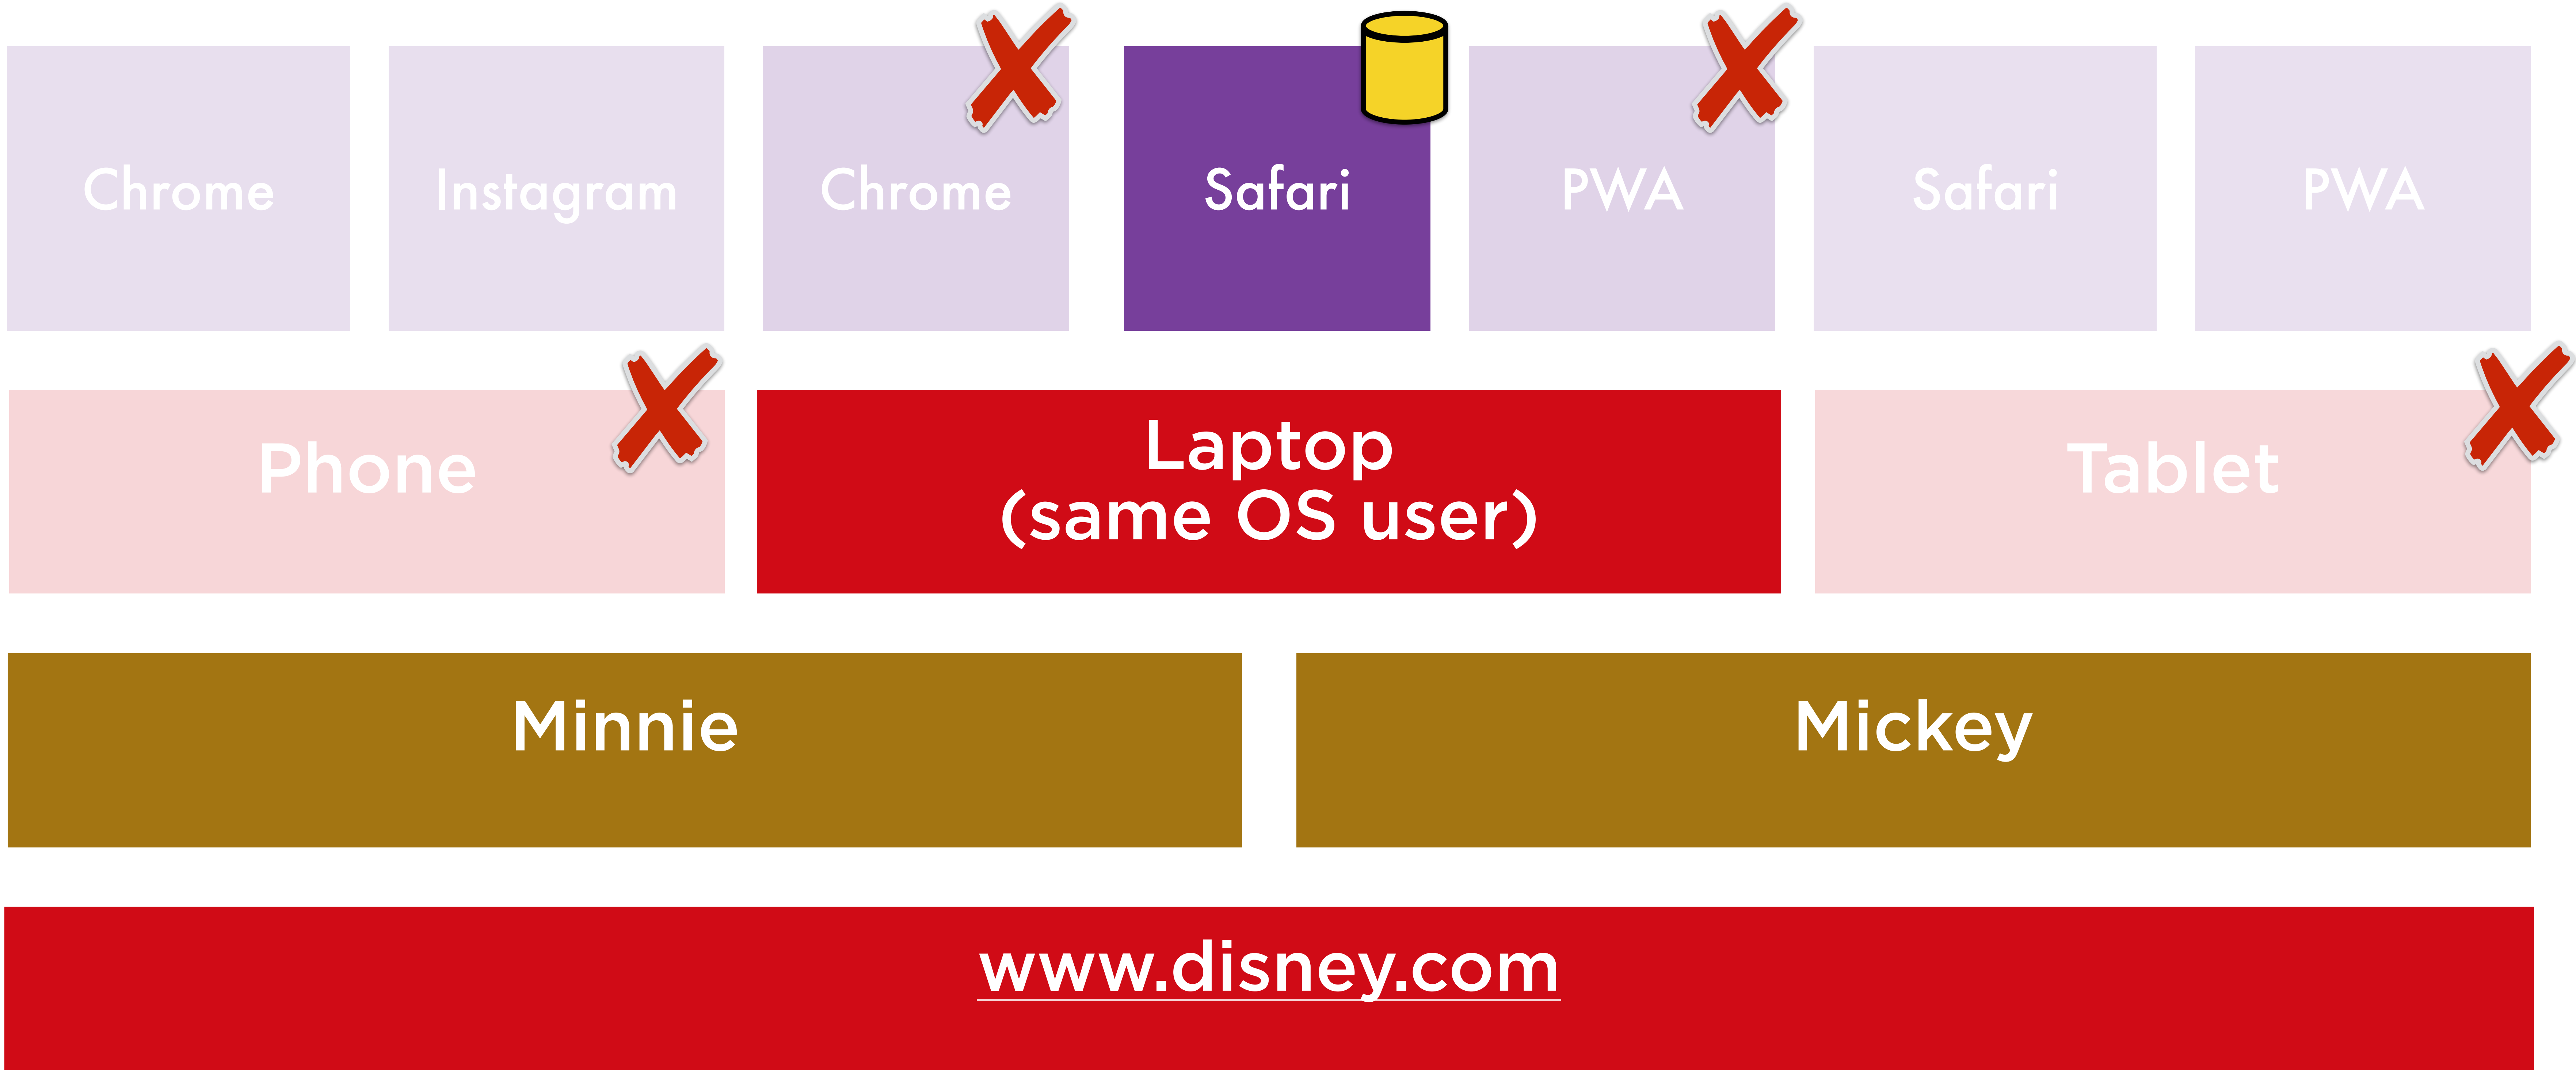 Chrome
Instagram
Chrome
Safari
PWA
Safari
PWA
Phone
Laptop
(same OS user)
Tablet
Minnie
Mickey
www.disney.com